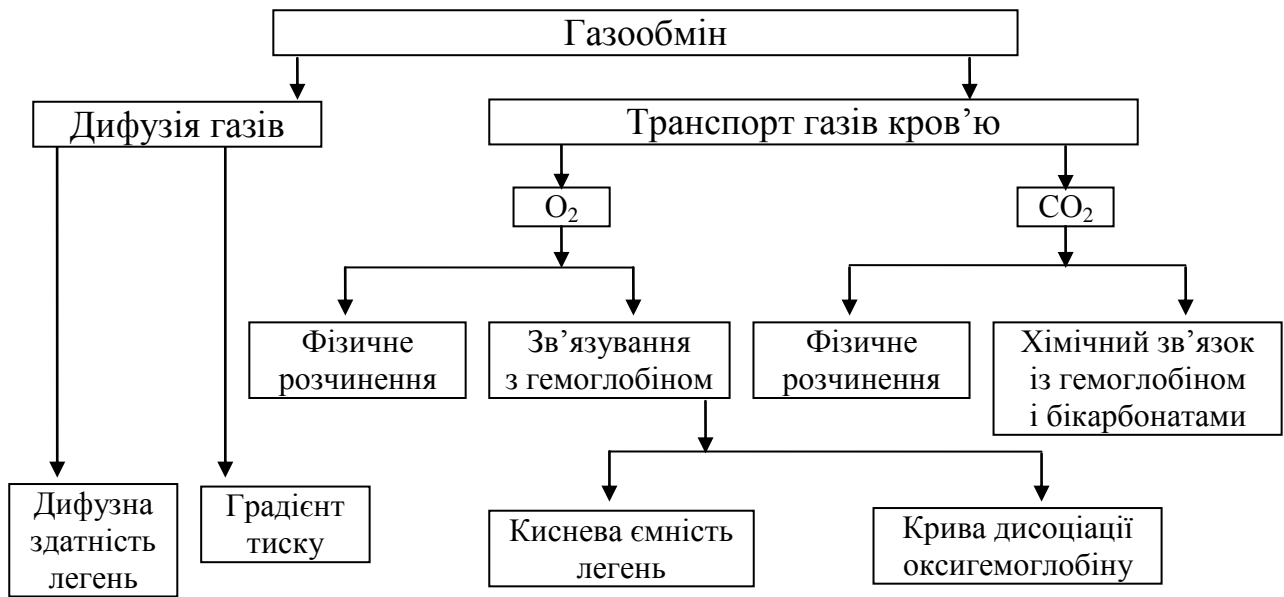 Газообмін
Дифузія газів
Транспорт газів кров’ю
O₂
CO₂
Фізичне
розчинення
Зв’язування
з гемоглобіном
Фізичне
розчинення
Хімічний зв’язок
із гемоглобіном
і бікарбонатами
Дифузна
здатність
легень
Градієнт
тиску
Киснева ємність
легень
Крива дисоціації
оксигемоглобіну